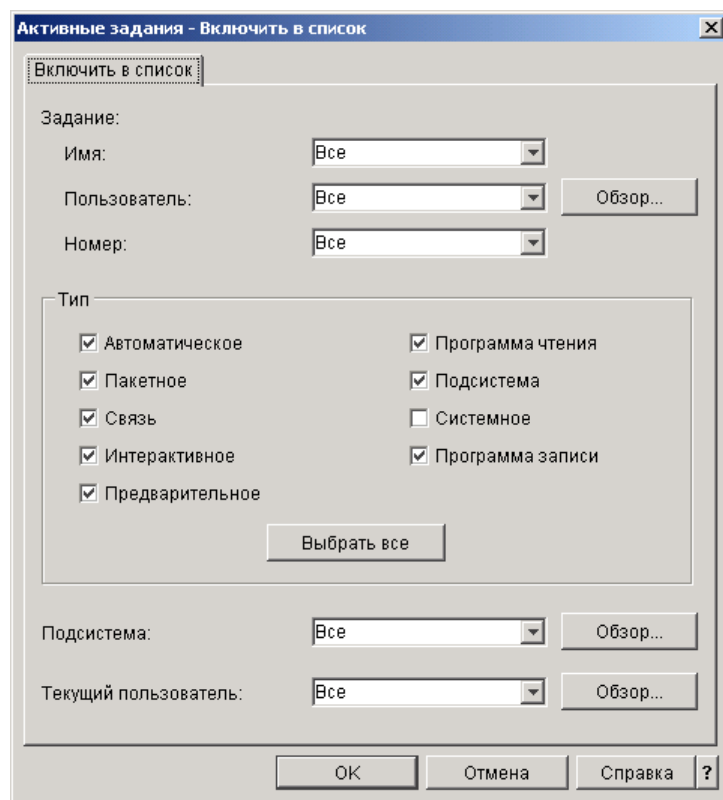 Активные задания - Включить в список
Включить в список
Задание:
Имя: Все
Пользователь: Все Обзор...
Номер: Все
Тип
Автоматическое Программа чтения
Пакетное Подсистема
Связь Системное
Интерактивное Программа записи
Предварительное
Выбрать все
Подсистема: Все Обзор...
Текущий пользователь: Все Обзор...
OK Отмена Справка ?